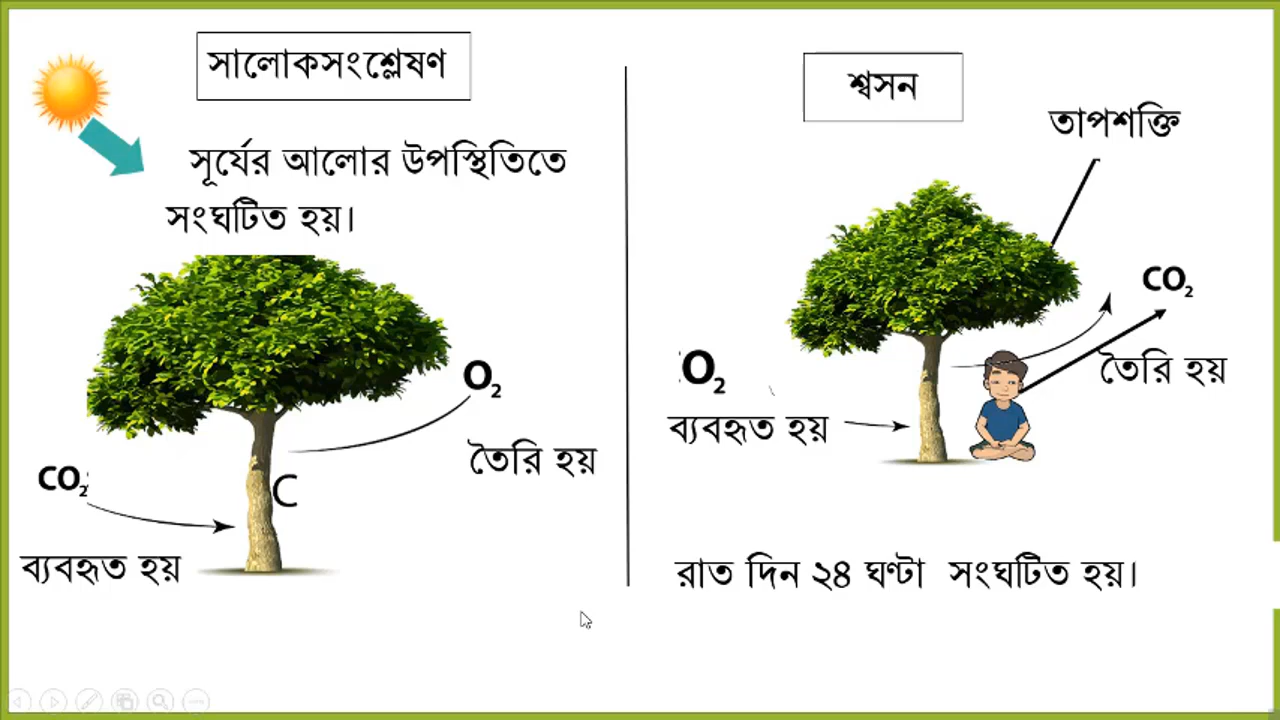 সালোকসংশ্লেষণ
সূর্যের আলোর উপস্থিতিতে
সংঘটিত হয়।
O₂
তৈরি হয়
CO₂
C
ব্যবহৃত হয়
শ্বসন
তাপশক্তি
CO₂
তৈরি হয়
O₂
ব্যবহৃত হয়
রাত দিন ২৪ ঘণ্টা সংঘটিত হয়।